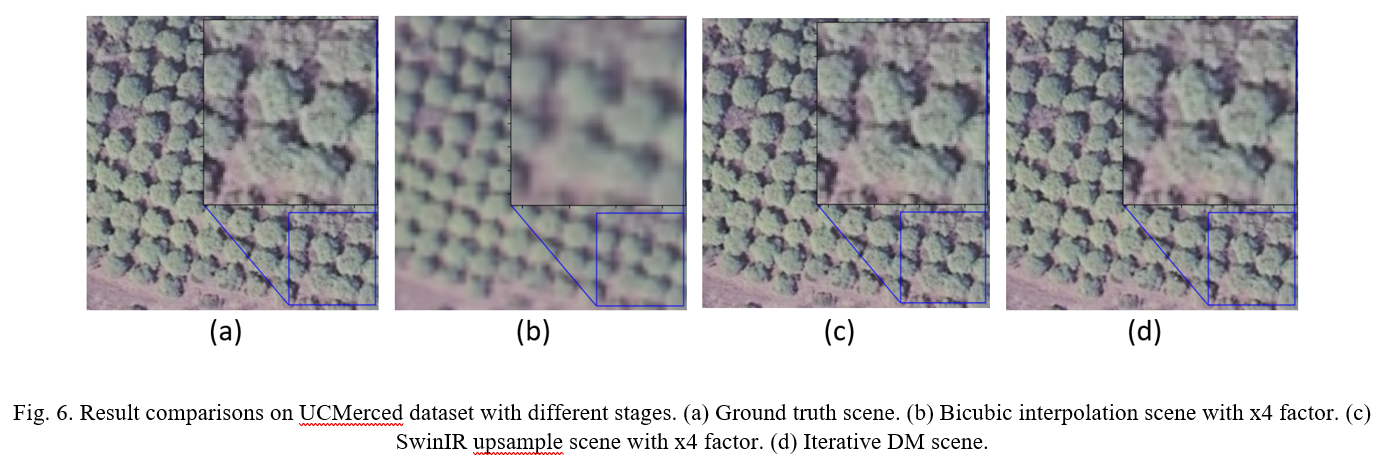 (a) (b) (c) (d)
Fig. 6. Result comparisons on UCMerced dataset with different stages. (a) Ground truth scene. (b) Bicubic interpolation scene with x4 factor. (c)
SwinIR upsample scene with x4 factor. (d) Iterative DM scene.